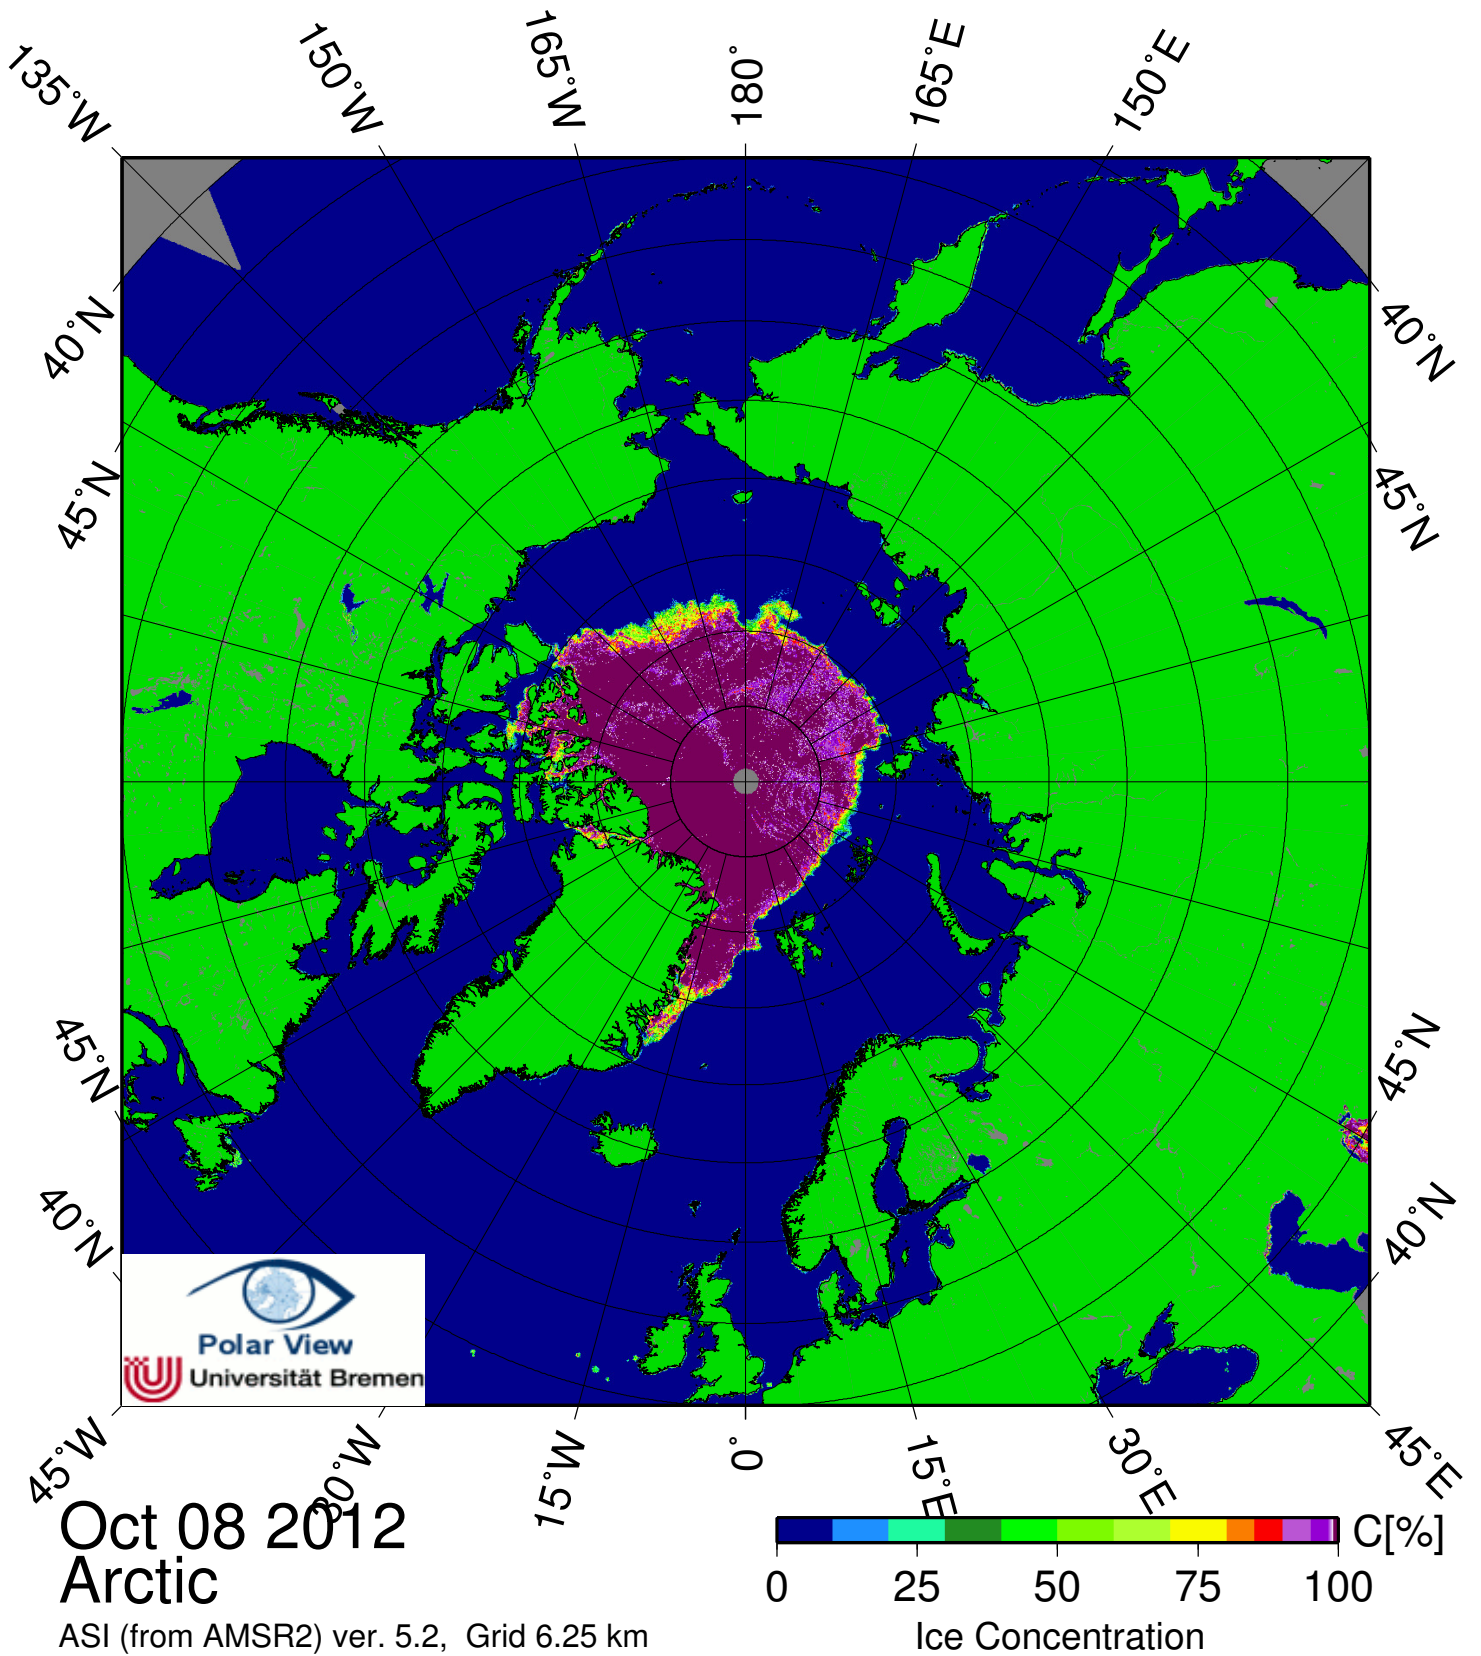 135°W
150°W
165°W
180°
165°E
150°E
40°N
40°N
45°N
45°N
45°N
45°N
40°N
40°N
Polar View
Universität Bremen
45°W
30°W
15°W
0°
15°E
30°E
45°E
Oct 08 2012
Arctic
ASI (from AMSR2) ver. 5.2, Grid 6.25 km
C[%]
0 25 50 75 100
Ice Concentration